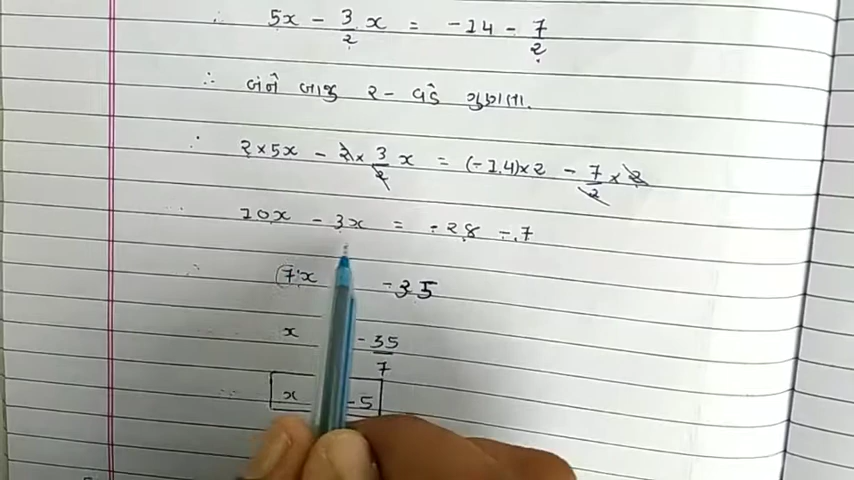 ∴ 5x - 3/2 x = -14 - 7/2
∴ બંને બાજુ 2 - વડે ગુણતા.
∴ 2 × 5x - 2 × 3/2 x = (-14) × 2 - 7/2 × 2
∴ 10x - 3x = -28 - 7
∴ 7x -35
x -35/7
∴ x -5